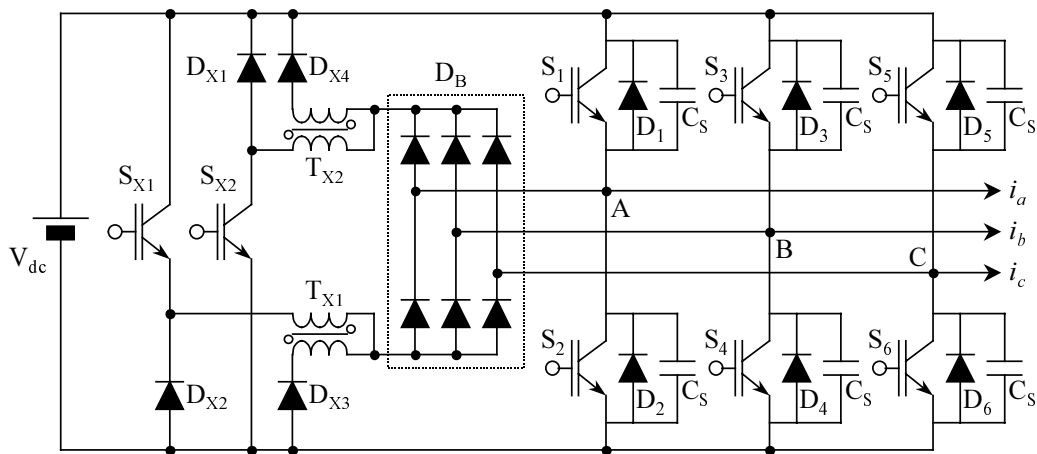 D_X1
D_X4
D_B
S_1
D_1
C_S
S_3
D_3
C_S
S_5
D_5
C_S
T_X2
S_X1
S_X2
A
i_a
B
i_b
C
i_c
V_dc
T_X1
D_X2
D_X3
S_2
D_2
C_S
S_4
D_4
C_S
S_6
D_6
C_S